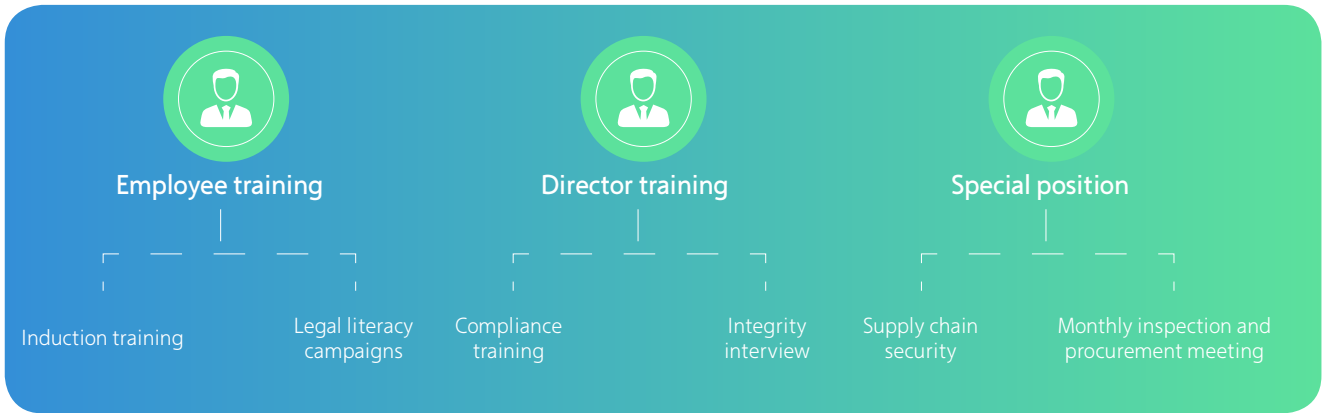 Employee training
Director training
Special position
Induction training
Legal literacy
campaigns
Compliance
training
Integrity
interview
Supply chain
security
Monthly inspection and
procurement meeting